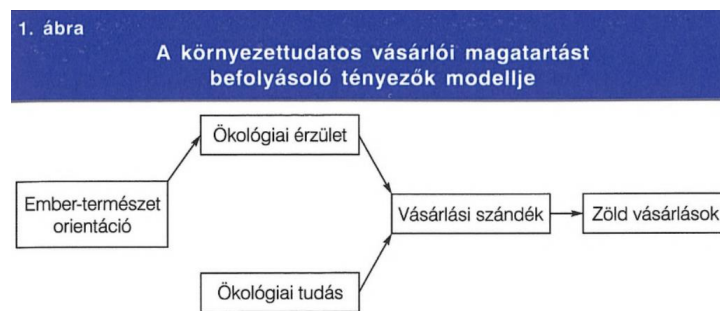 1. ábra
A környezettudatos vásárlói magatartást
befolyásoló tényezők modellje
Ökológiai érzület
Ember-természet
orientáció
Vásárlási szándék
Zöld vásárlások
Ökológiai tudás